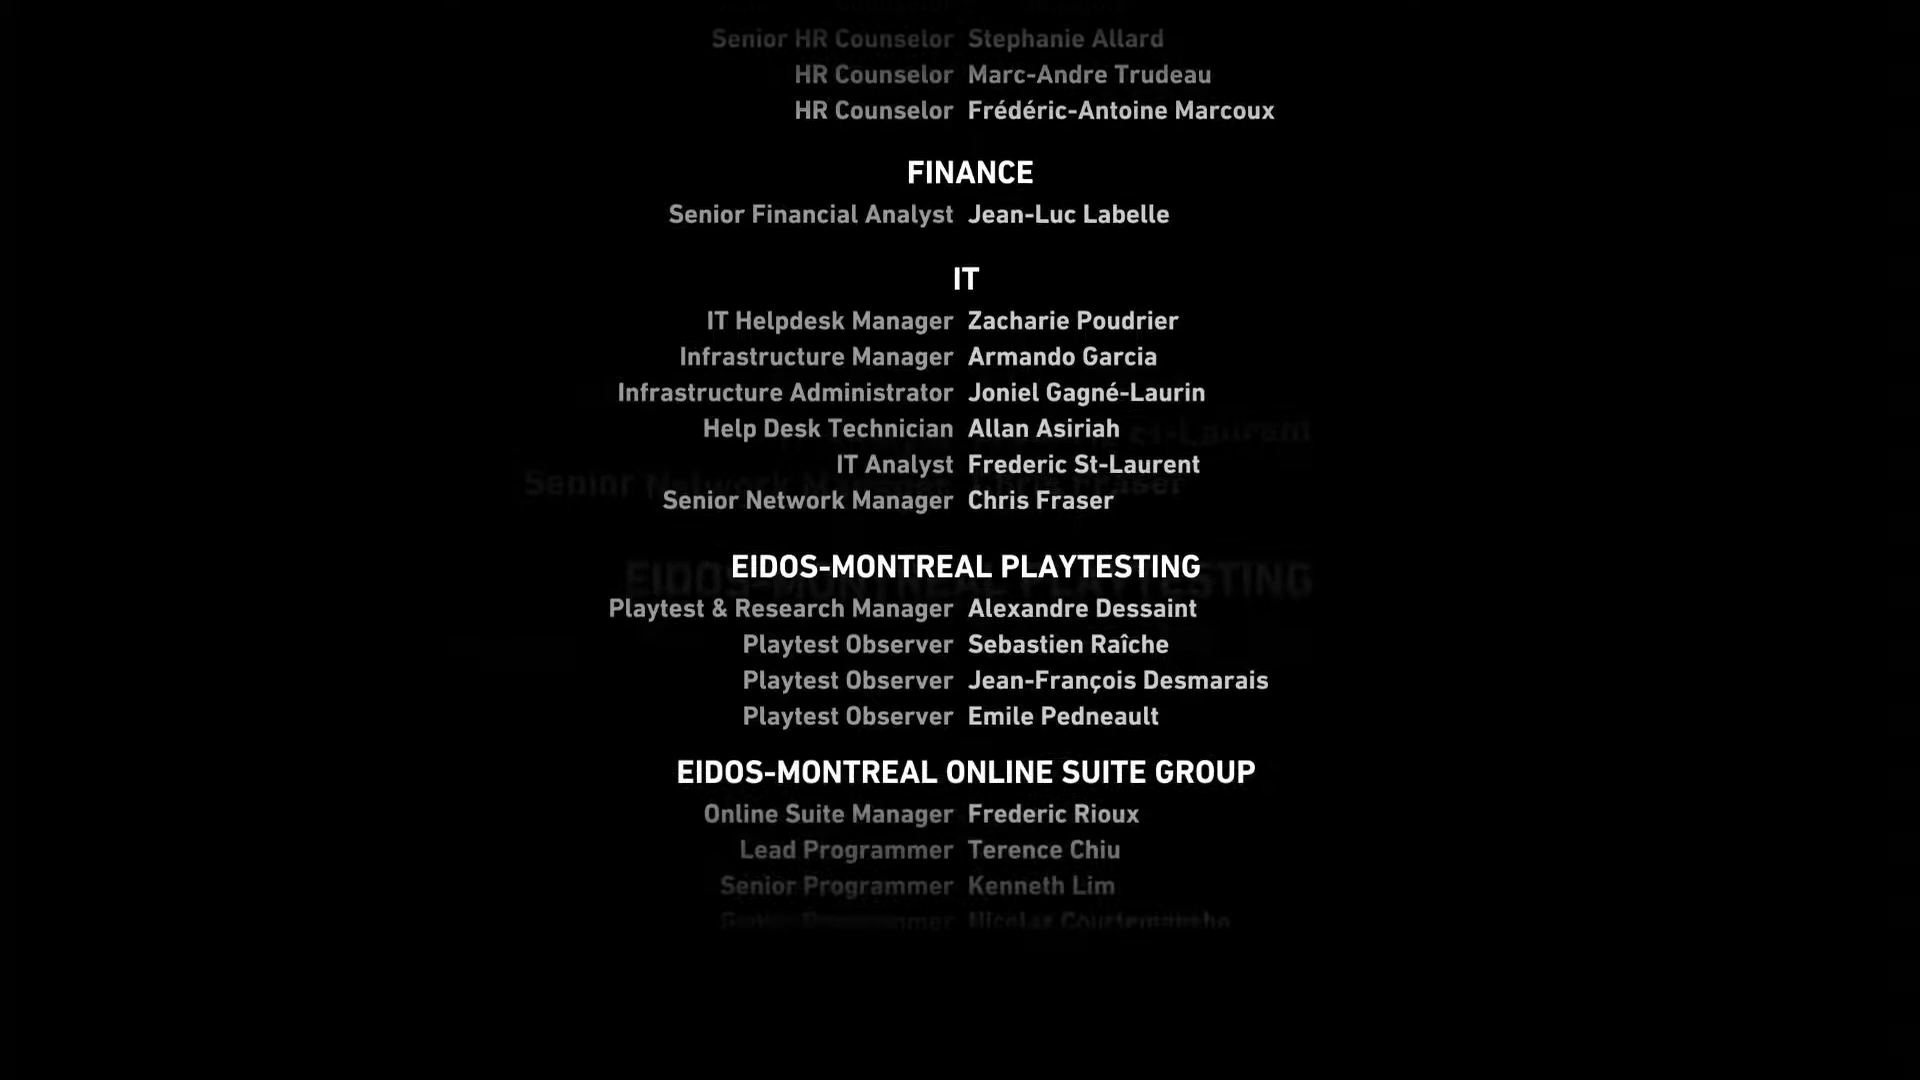 Senior HR Counselor Stephanie Allard
HR Counselor Marc-Andre Trudeau
HR Counselor Frédéric-Antoine Marcoux
FINANCE
Senior Financial Analyst Jean-Luc Labelle
IT
IT Helpdesk Manager Zacharie Poudrier
Infrastructure Manager Armando Garcia
Infrastructure Administrator Joniel Gagné-Laurin
Help Desk Technician Allan Asiriah
IT Analyst Frederic St-Laurent
Senior Network Manager Chris Fraser
EIDOS-MONTREAL PLAYTESTING
Playtest & Research Manager Alexandre Dessaint
Playtest Observer Sebastien Raîche
Playtest Observer Jean-François Desmarais
Playtest Observer Emile Pedneault
EIDOS-MONTREAL ONLINE SUITE GROUP
Online Suite Manager Frederic Rioux
Lead Programmer Terence Chiu
Senior Programmer Kenneth Lim